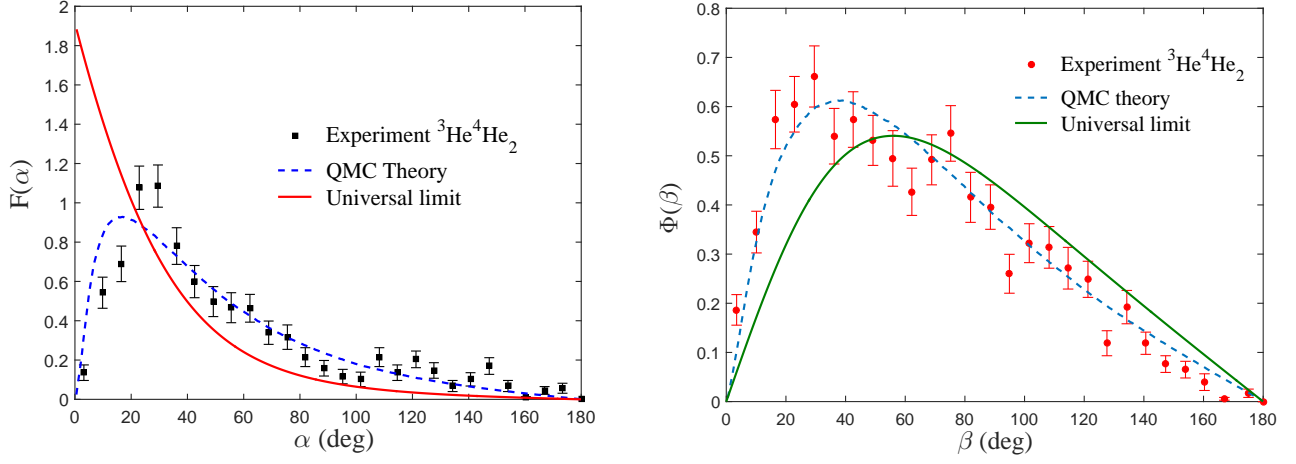 2
1.8
1.6
1.4
1.2
1
0.8
0.6
0.4
0.2
0
F(α)
Experiment ³He⁴He₂
QMC Theory
Universal limit
0 20 40 60 80 100 120 140 160 180
α (deg)
0.8
0.7
0.6
0.5
0.4
0.3
0.2
0.1
0
Φ(β)
Experiment ³He⁴He₂
QMC theory
Universal limit
0 20 40 60 80 100 120 140 160 180
β (deg)